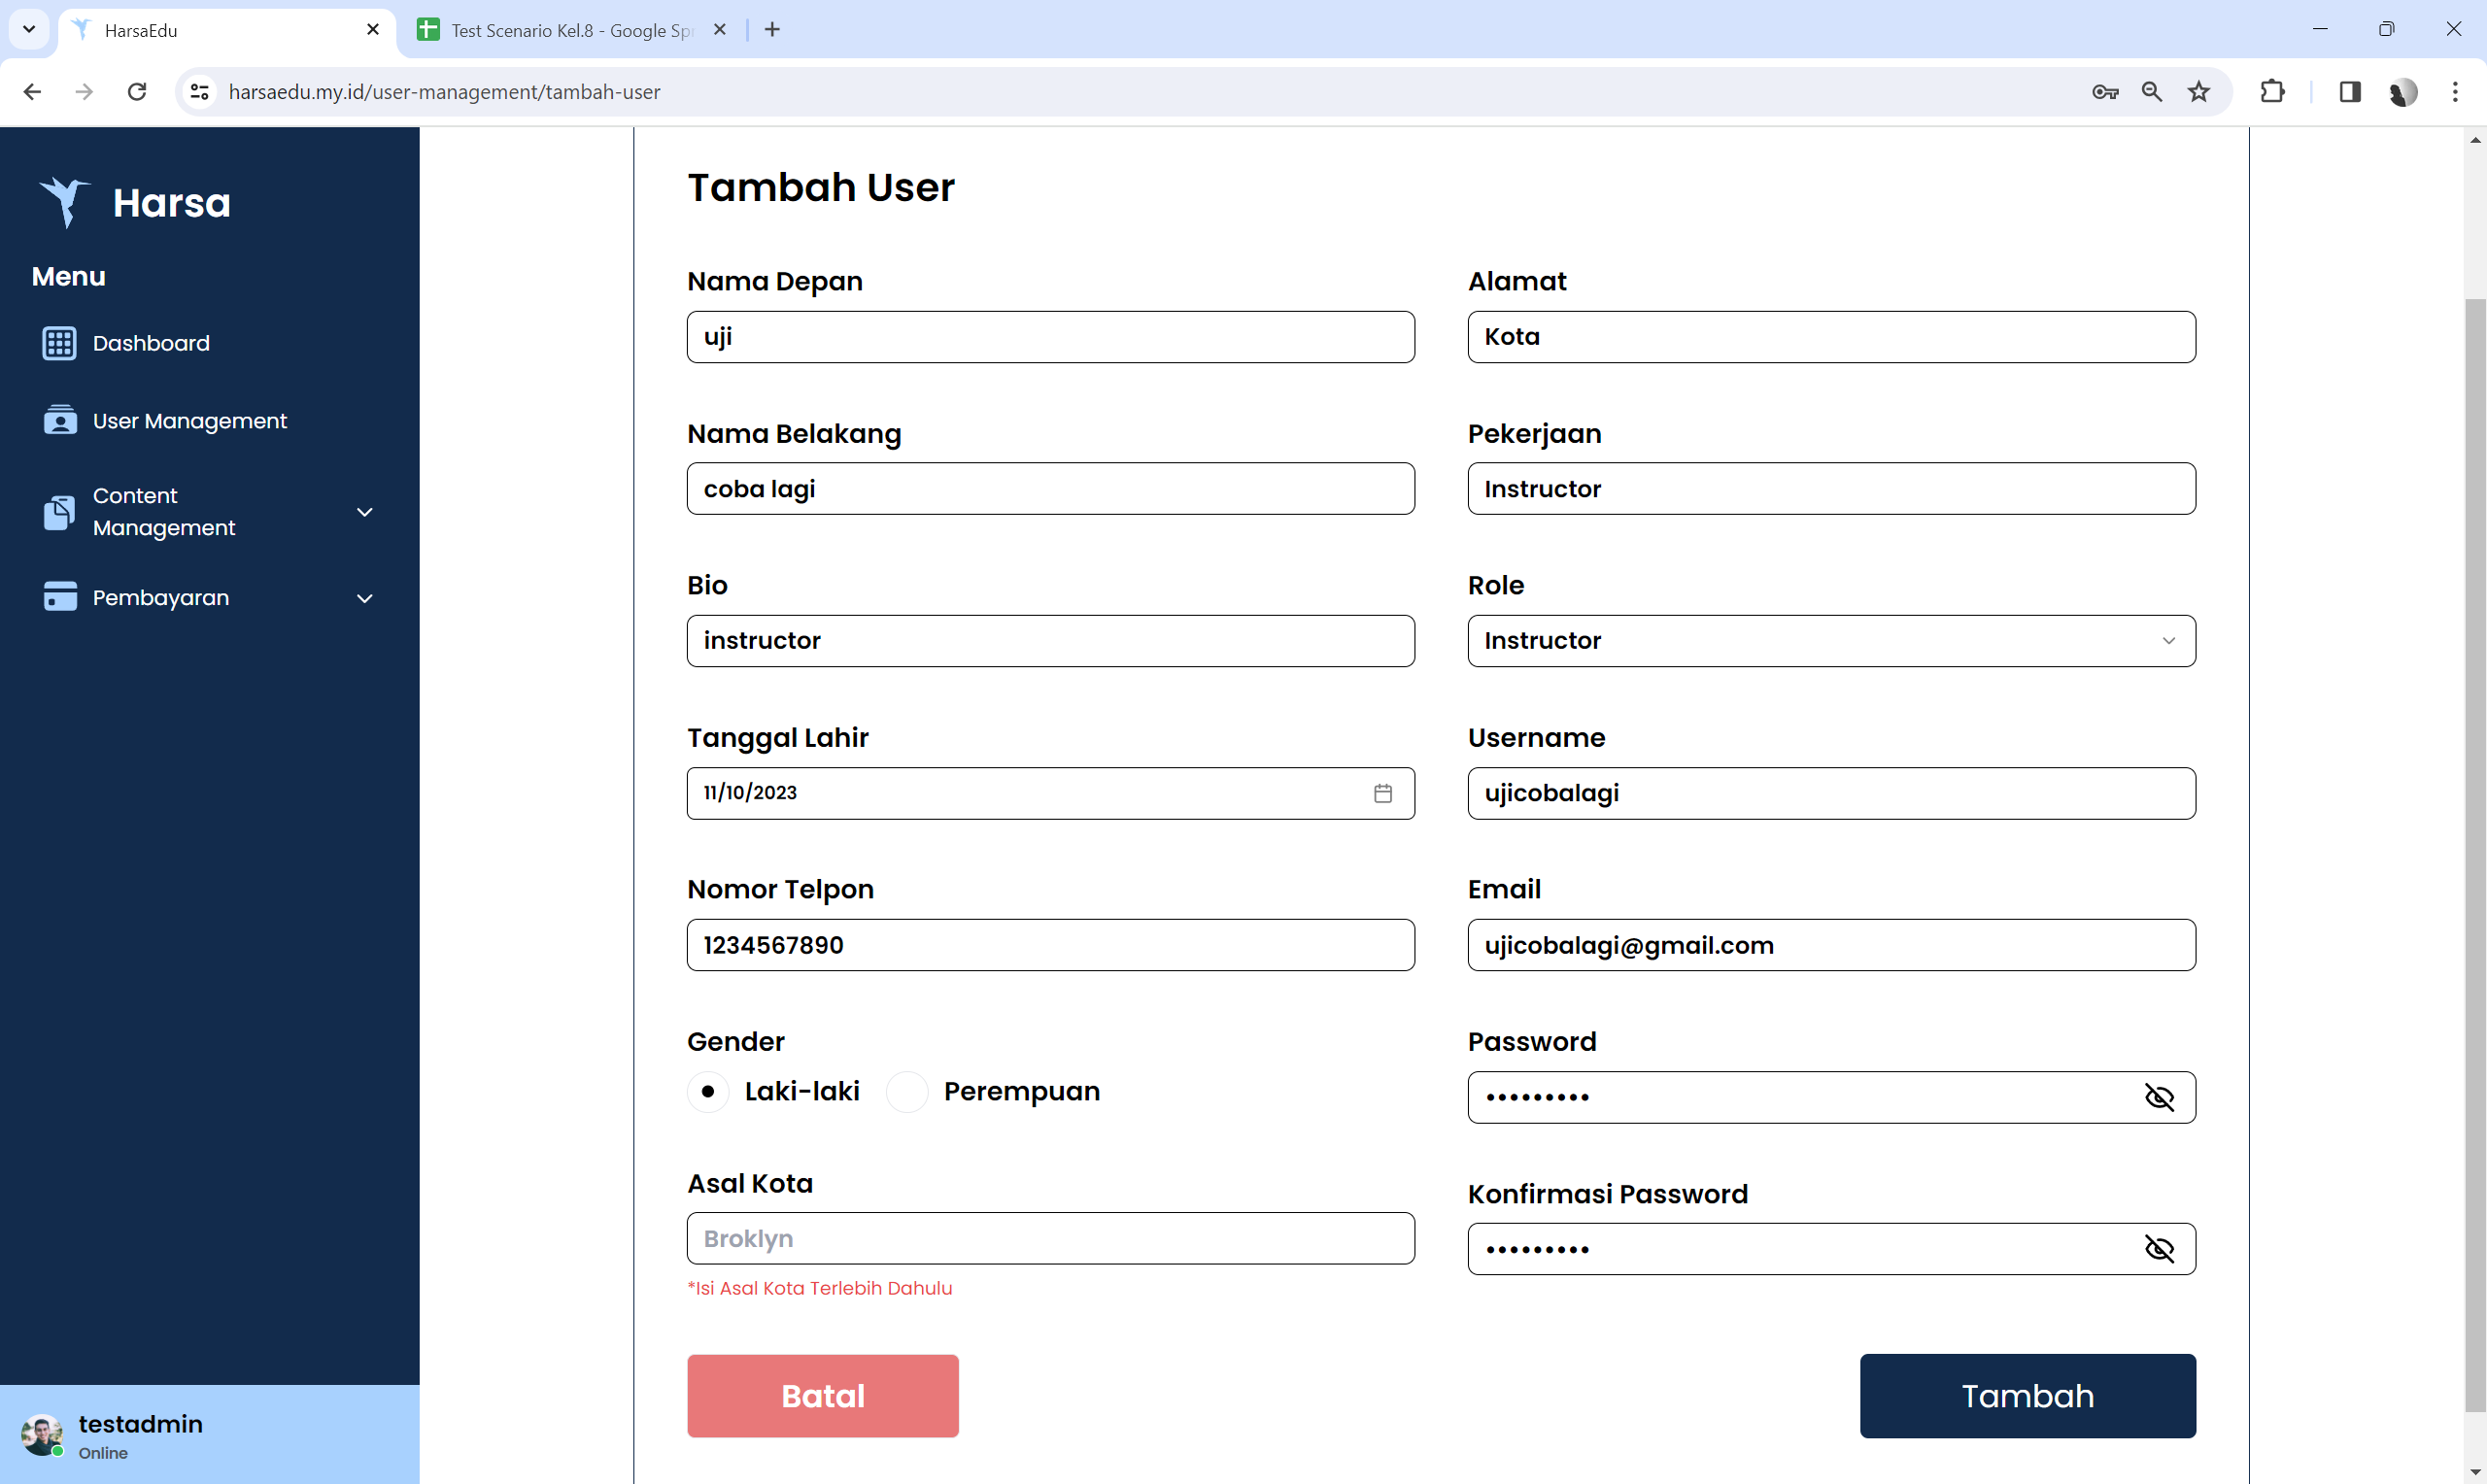 HarsaEdu
Test Scenario Kel.8 - Google Spr
harsaedu.my.id/user-management/tambah-user
Harsa
Menu
Dashboard
User Management
Content
Management
Pembayaran
testadmin
Online
Tambah User
Nama Depan
uji
Nama Belakang
coba lagi
Bio
instructor
Tanggal Lahir
11/10/2023
Nomor Telpon
1234567890
Gender
Laki-laki Perempuan
Asal Kota
Broklyn
*Isi Asal Kota Terlebih Dahulu
Alamat
Kota
Pekerjaan
Instructor
Role
Instructor
Username
ujicobalagi
Email
ujicobalagi@gmail.com
Password
•••••••••
Konfirmasi Password
•••••••••
Batal
Tambah